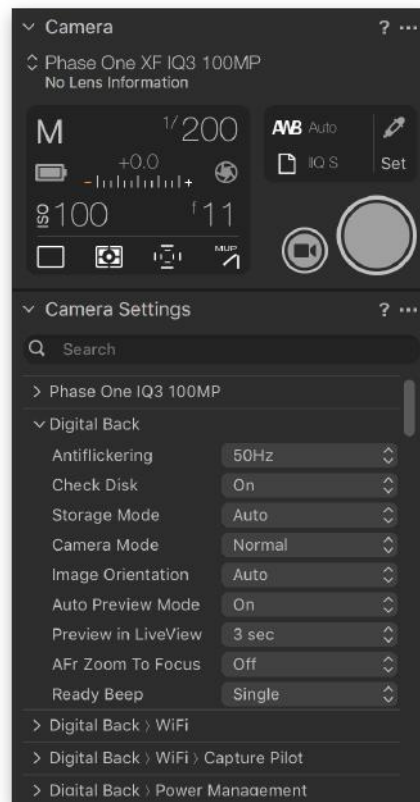 Camera ? ...
Phase One XF IQ3 100MP
No Lens Information
M 1/200
AWB Auto
+0.0
- +
IIQ S Set
ISO 100 f 11
MUP
Camera Settings ? ...
Search
> Phase One IQ3 100MP
Digital Back
Antiflickering 50Hz
Check Disk On
Storage Mode Auto
Camera Mode Normal
Image Orientation Auto
Auto Preview Mode On
Preview in LiveView 3 sec
AFr Zoom To Focus Off
Ready Beep Single
> Digital Back > WiFi
> Digital Back > WiFi > Capture Pilot
> Digital Back > Power Management